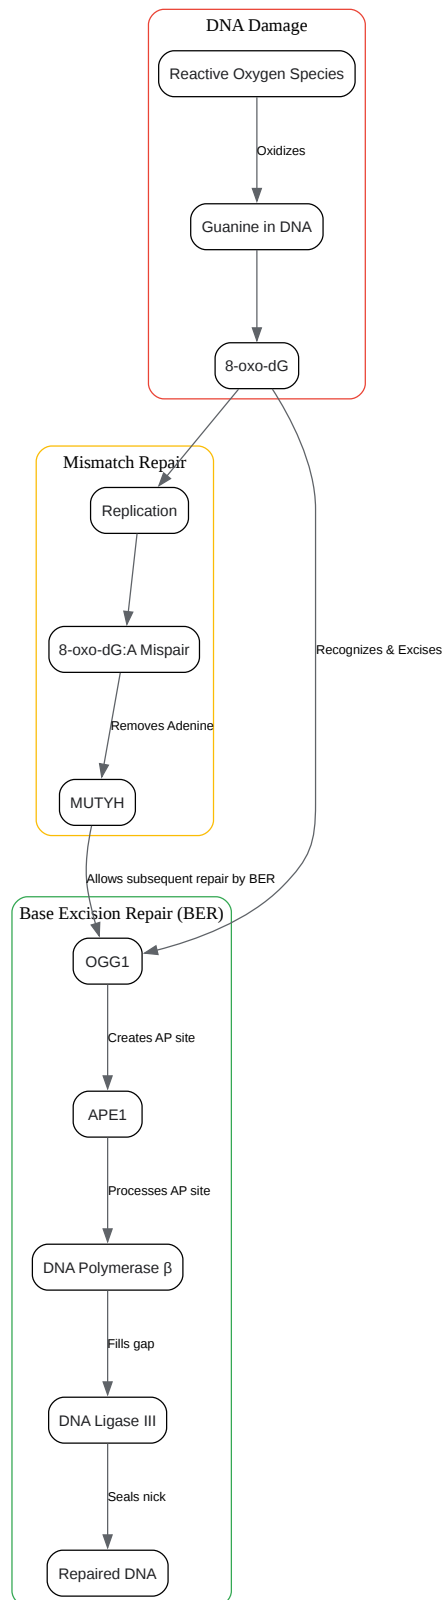 DNA Damage
Reactive Oxygen Species
Oxidizes
Guanine in DNA
8-oxo-dG
Mismatch Repair
Replication
8-oxo-dG:A Mispair
Recognizes & Excises
Removes Adenine
MUTYH
Allows subsequent repair by BER
Base Excision Repair (BER)
OGG1
Creates AP site
APE1
Processes AP site
DNA Polymerase β
Fills gap
DNA Ligase III
Seals nick
Repaired DNA